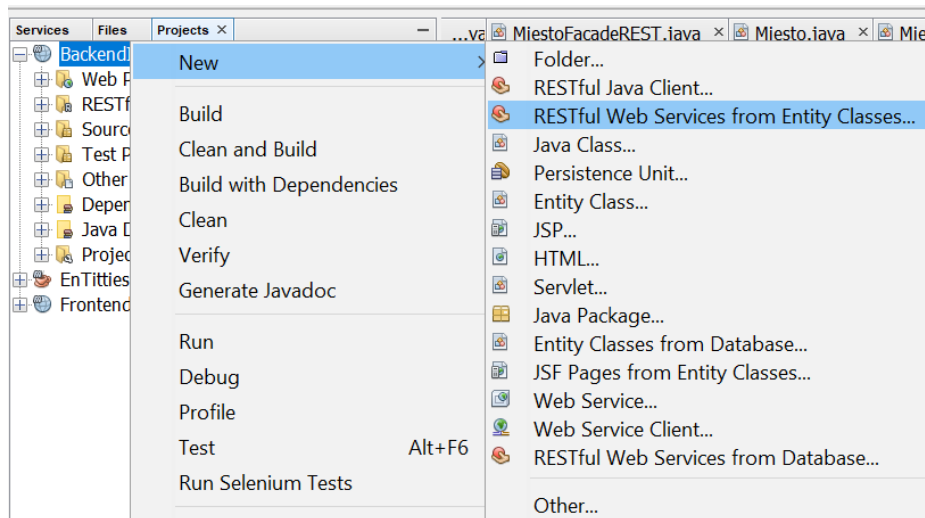 Services Files Projects × – ...va MiestoFacadeREST.java × Miesto.java × Mie
Backend
Web P
RESTf
Sourc
Test P
Other
Deper
Java D
Projec
EnTitties
Frontend
New >
Build
Clean and Build
Build with Dependencies
Clean
Verify
Generate Javadoc
Run
Debug
Profile
Test Alt+F6
Run Selenium Tests
Folder...
RESTful Java Client...
RESTful Web Services from Entity Classes...
Java Class...
Persistence Unit...
Entity Class...
JSP...
HTML...
Servlet...
Java Package...
Entity Classes from Database...
JSF Pages from Entity Classes...
Web Service...
Web Service Client...
RESTful Web Services from Database...
Other...